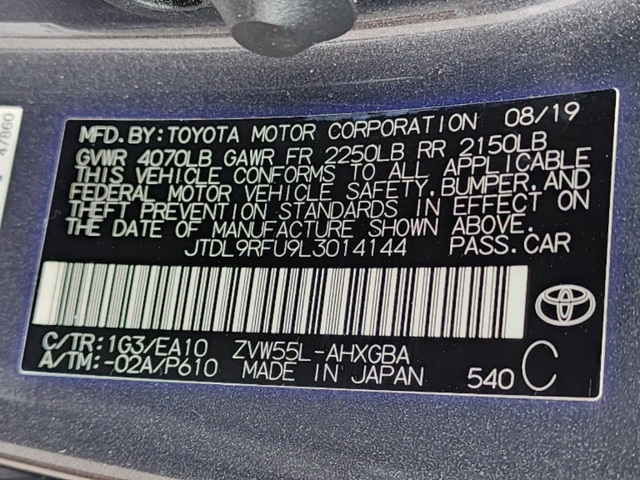 47860
MFD. BY: TOYOTA MOTOR CORPORATION 08/19
GVWR 4070LB GAWR FR 2250LB RR 2150LB
THIS VEHICLE CONFORMS TO ALL APPLICABLE
FEDERAL MOTOR VEHICLE SAFETY, BUMPER, AND
THEFT PREVENTION STANDARDS IN EFFECT ON
THE DATE OF MANUFACTURE SHOWN ABOVE.
JTDL9RFU9L3014144 PASS. CAR
C/TR: 1G3/EA10 ZVW55L-AHXGBA
A/TM: -02A/P610 MADE IN JAPAN 540 C